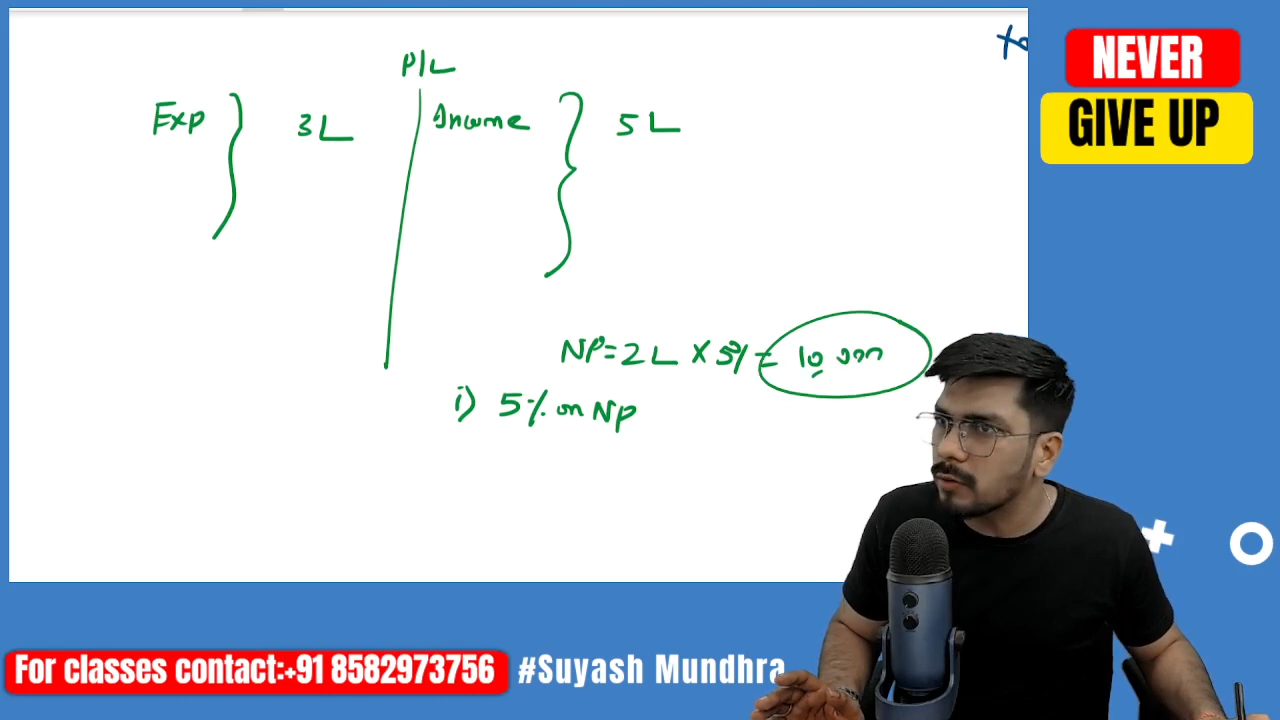 NEVER
GIVE UP
P/L
Exp 3L Income 5L
NP=2L X 5% = 10 000
i) 5% on NP
For classes contact:+91 8582973756 #Suyash Mundhra